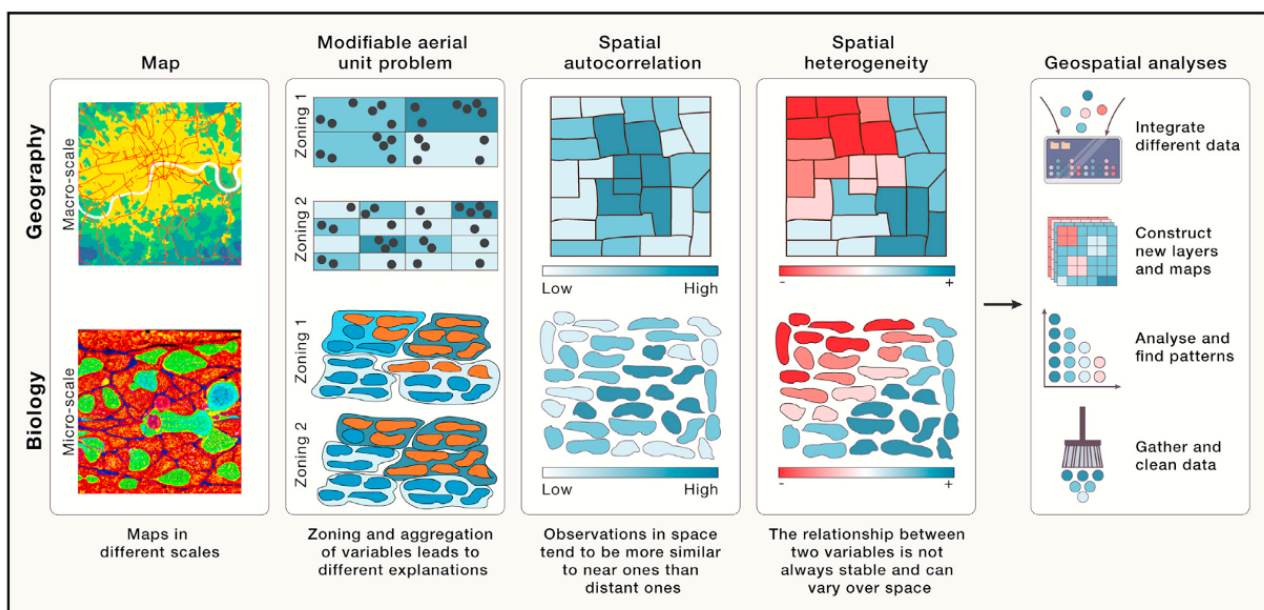 Map
Modifiable aerial
unit problem
Spatial
autocorrelation
Spatial
heterogeneity
Geospatial analyses
Geography
Macro-scale
Zoning 1
Zoning 2
Low
High
-
+
Biology
Micro-scale
Zoning 1
Zoning 2
Low
High
-
+
Integrate
different data
Construct
new layers
and maps
Analyse and
find patterns
Gather and
clean data
Maps in
different scales
Zoning and aggregation
of variables leads to
different explanations
Observations in space
tend to be more similar
to near ones than
distant ones
The relationship between
two variables is not
always stable and can
vary over space